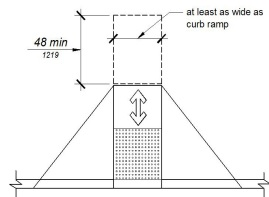 at least as wide as
curb ramp
48 min
1219